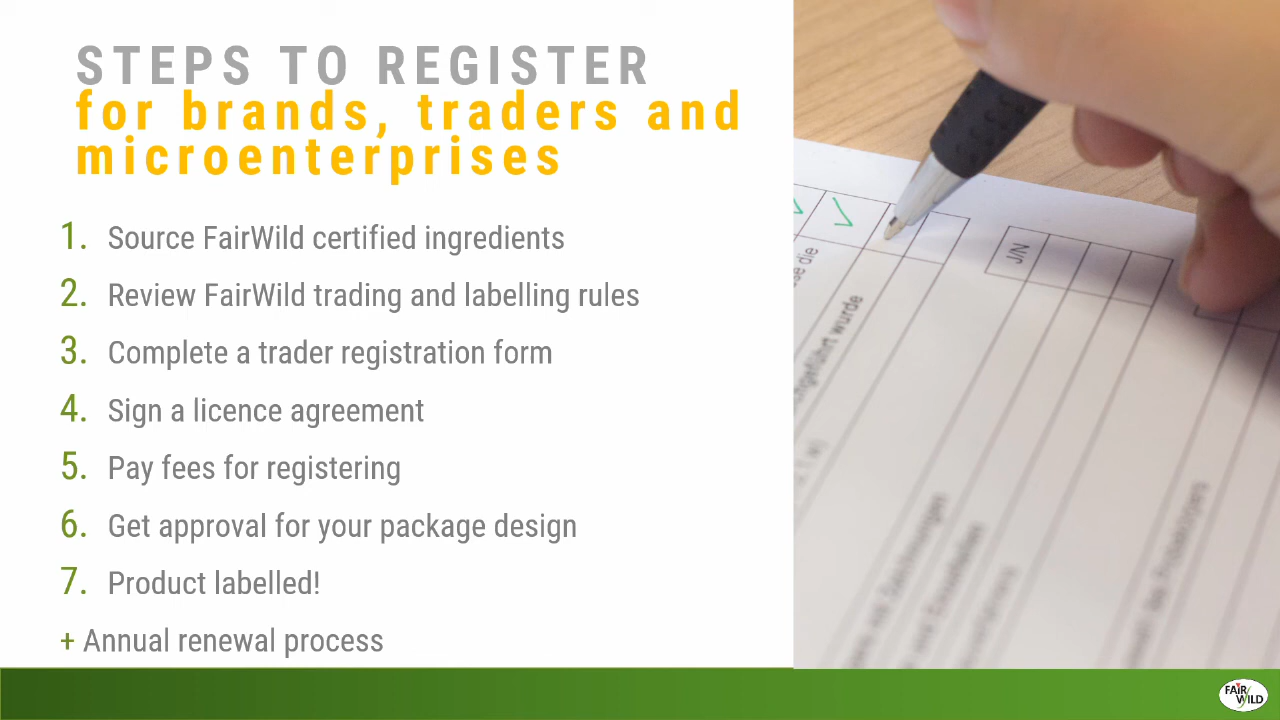 STEPS TO REGISTER
for brands, traders and
microenterprises
1. Source FairWild certified ingredients
2. Review FairWild trading and labelling rules
3. Complete a trader registration form
4. Sign a licence agreement
5. Pay fees for registering
6. Get approval for your package design
7. Product labelled!
+ Annual renewal process
J/N
die
wurde
FAIR
WILD